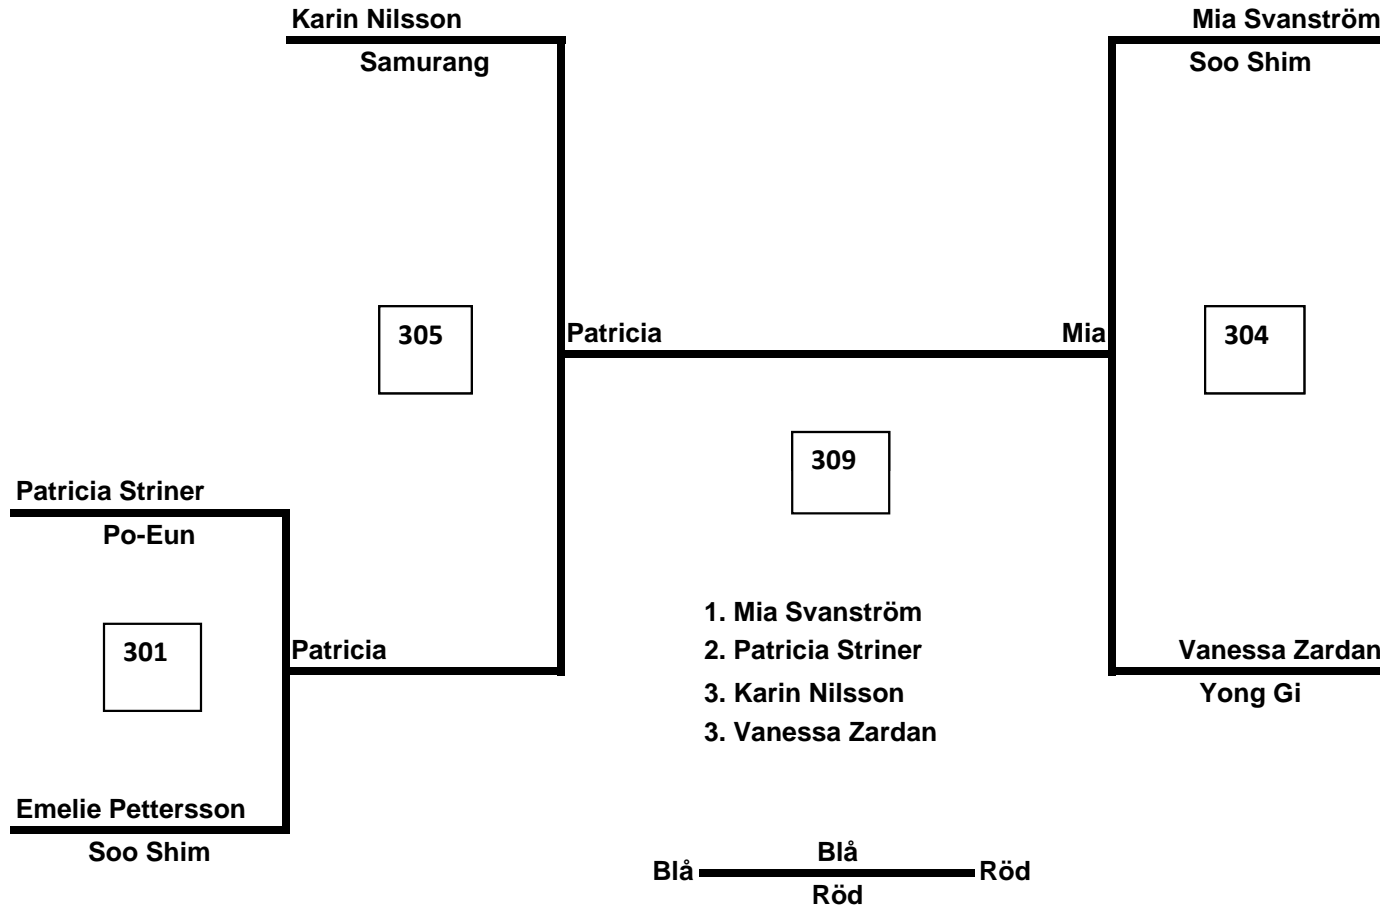 Karin Nilsson
Samurang
Mia Svanström
Soo Shim
305
Patricia
Mia
304
309
Patricia Striner
Po-Eun
301
Patricia
1. Mia Svanström
2. Patricia Striner
3. Karin Nilsson
3. Vanessa Zardan
Vanessa Zardan
Yong Gi
Emelie Pettersson
Soo Shim
Blå
Blå
Röd
Röd